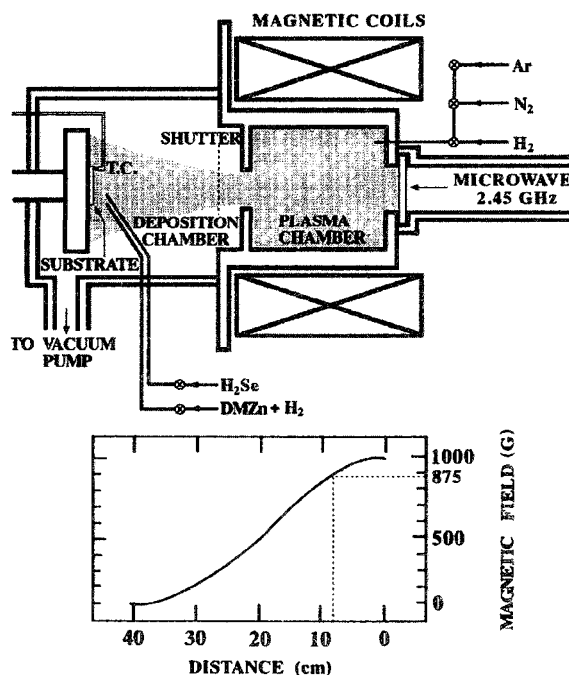 MAGNETIC COILS
Ar
N₂
H₂
SHUTTER
T.C.
MICROWAVE
2.45 GHz
DEPOSITION
CHAMBER
PLASMA
CHAMBER
SUBSTRATE
TO VACUUM
PUMP
H₂Se
DMZn + H₂
1000
875
500
0
MAGNETIC FIELD (G)
40 30 20 10 0
DISTANCE (cm)